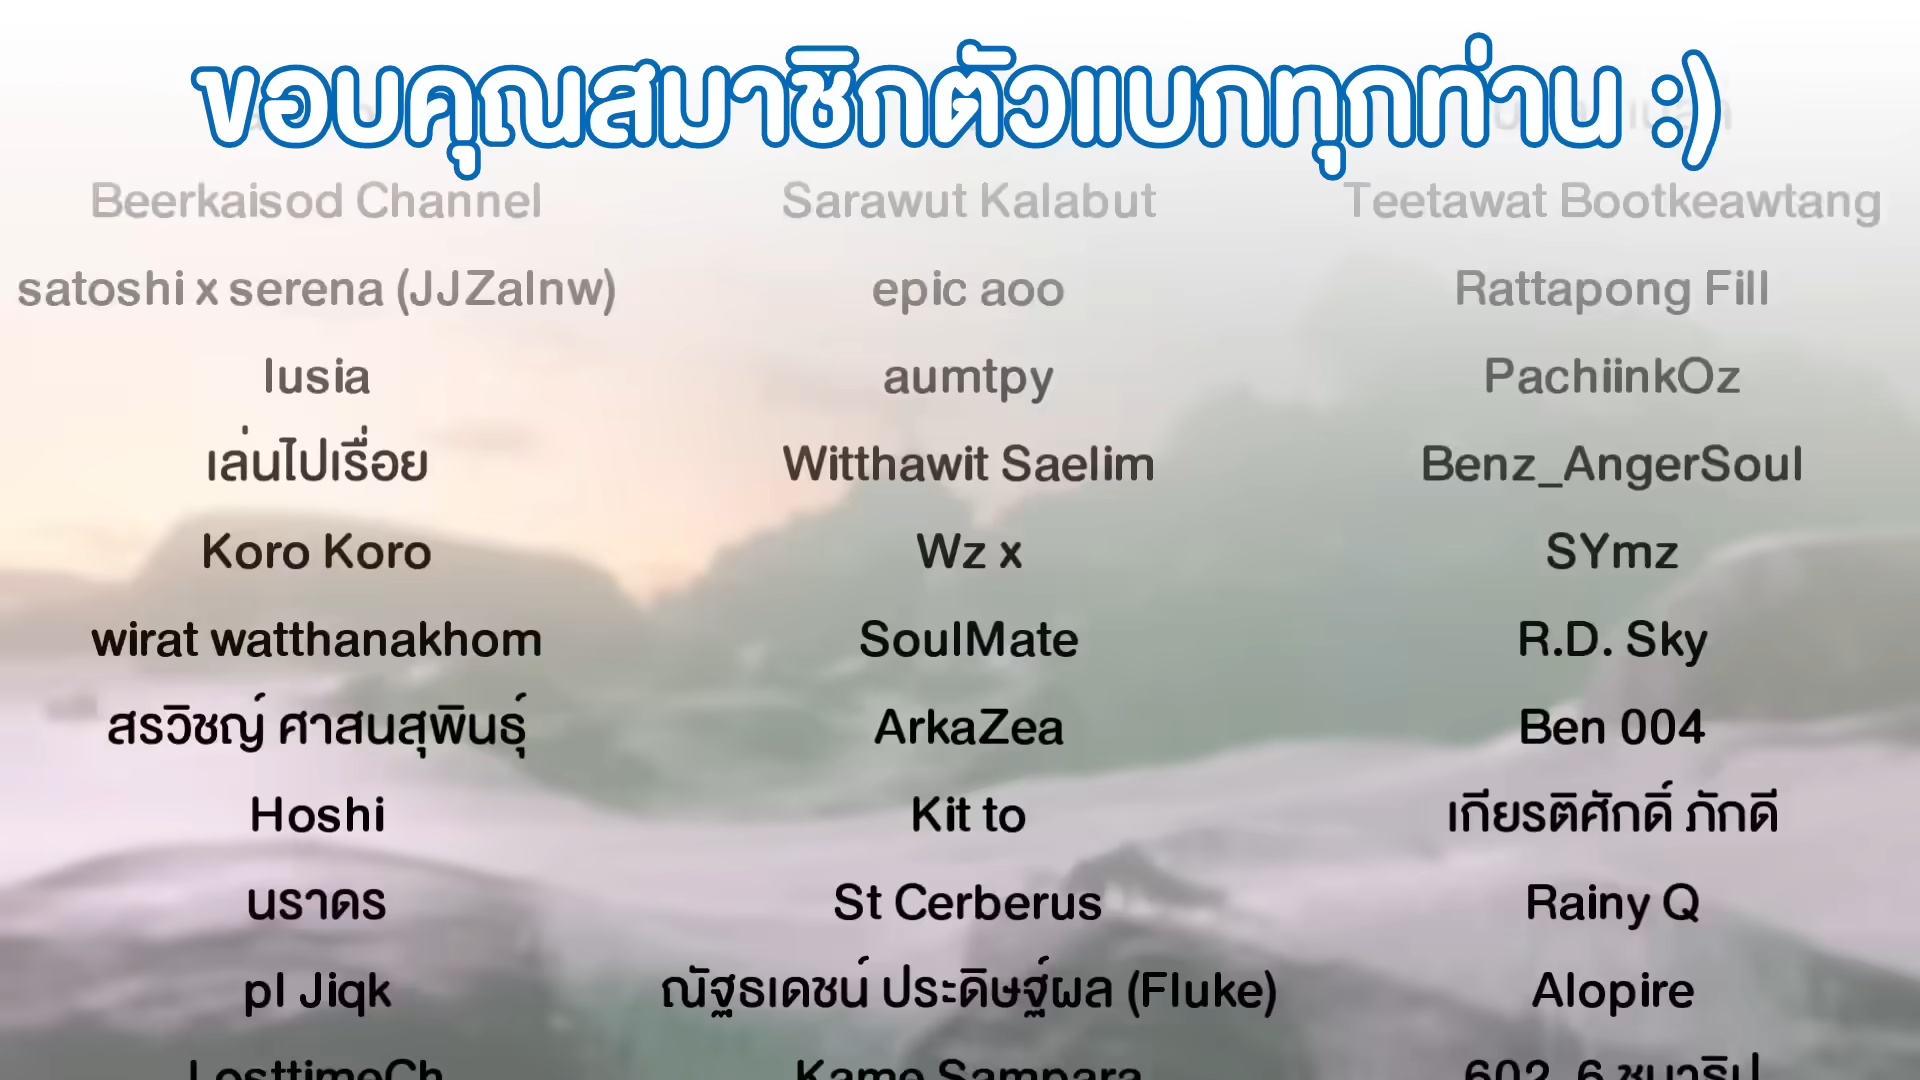 ขอบคุณสมาชิกตัวแบกทุกท่าน :)
Beerkaisod Channel Sarawut Kalabut Teetawat Bootkeawtang
satoshi x serena (JJZalnw) epic aoo Rattapong Fill
lusia aumtpy PachiinkOz
เล่นไปเรื่อย Witthawit Saelim Benz_AngerSoul
Koro Koro Wz x SYmz
wirat watthanakhom SoulMate R.D. Sky
สรวิชญ์ ศาสนสุพินธุ์ ArkaZea Ben 004
Hoshi Kit to เกียรติศักดิ์ ภักดี
นราดร St Cerberus Rainy Q
pl Jiqk ณัฐธเดชน์ ประดิษฐ์ผล (Fluke) Alopire
LosttimeCh Kame Sampara